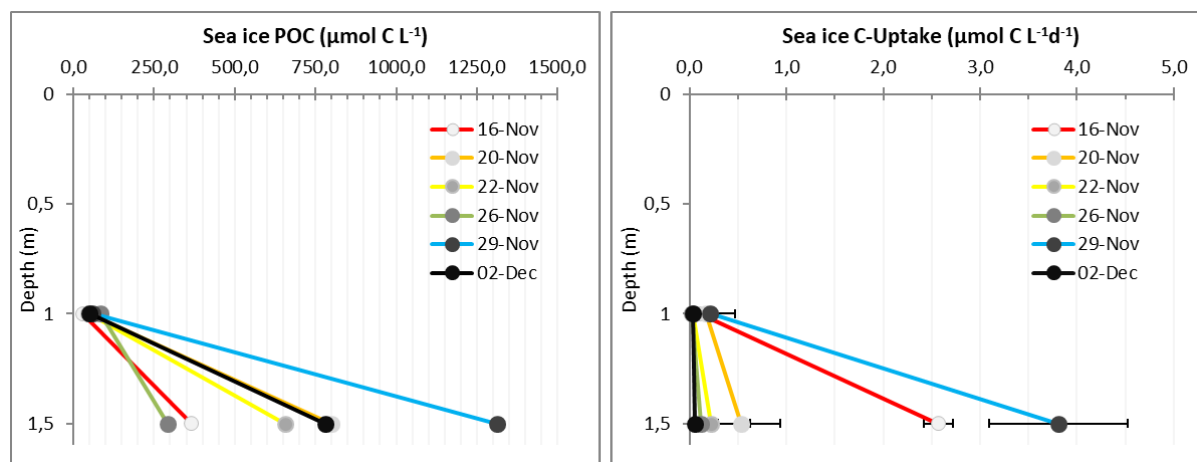 Sea ice POC (µmol C L⁻¹)
0,0 250,0 500,0 750,0 1000,0 1250,0 1500,0
0
0,5
1
1,5
Depth (m)
16-Nov
20-Nov
22-Nov
26-Nov
29-Nov
02-Dec
Sea ice C-Uptake (µmol C L⁻¹d⁻¹)
0,0 1,0 2,0 3,0 4,0 5,0
0
0,5
1
1,5
Depth (m)
16-Nov
20-Nov
22-Nov
26-Nov
29-Nov
02-Dec